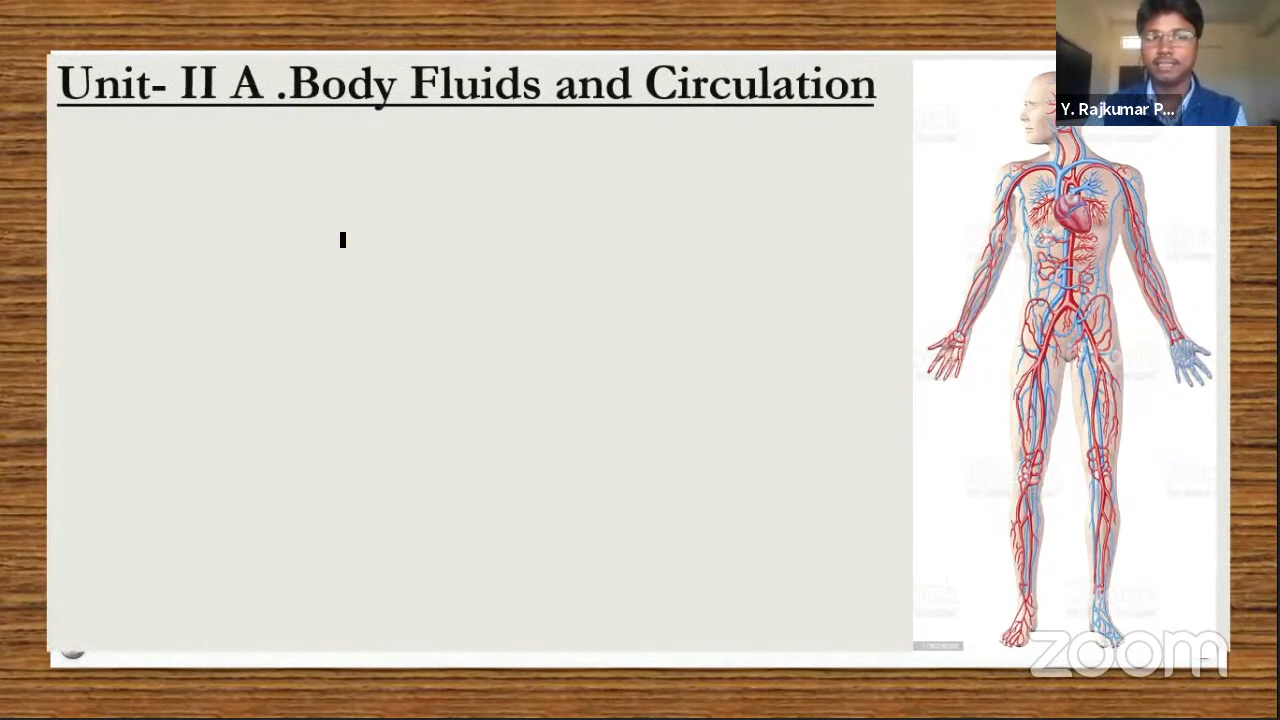 Unit- II A .Body Fluids and Circulation
Y. Rajkumar P...
zoom